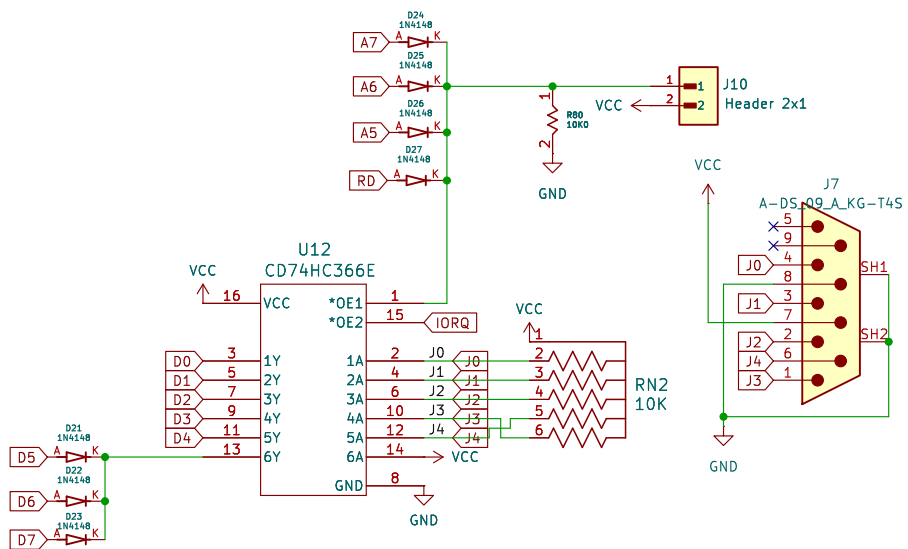 D24
1N4148
A7
A
K
D25
1N4148
A6
A
K
D26
1N4148
A5
A
K
D27
1N4148
RD
A
K
1
2
R80
10K0
GND
VCC
1
2
1
2
J10
Header 2x1
VCC
J7
A-DS_09_A_KG-T4S
5
9
J0
4
8
J1
3
7
J2
2
J4
6
J3
1
SH1
SH2
GND
U12
CD74HC366E
VCC
16
VCC
*OE1
1
*OE2
15
IORQ
D0
3
1Y
1A
2
J0
J0
D1
5
2Y
2A
4
J1
J1
D2
7
3Y
3A
6
J2
J2
D3
9
4Y
4A
10
J3
J3
D4
11
5Y
5A
12
J4
J4
13
6Y
6A
14
VCC
GND
8
GND
VCC
1
2
3
4
5
6
RN2
10K
D21
1N4148
D5
A
K
D22
1N4148
D6
A
K
D23
1N4148
D7
A
K